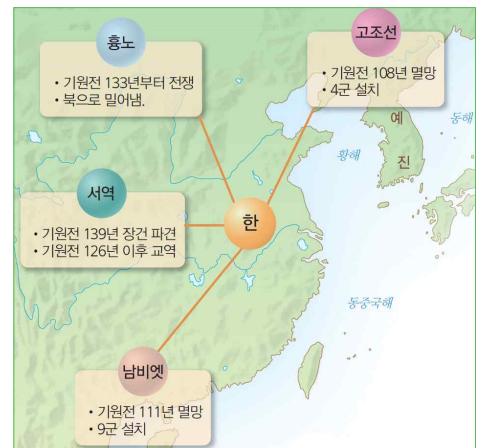 흉노
• 기원전 133년부터 전쟁
• 북으로 밀어냄.
고조선
• 기원전 108년 멸망
• 4군 설치
예
진
동해
황해
서역
• 기원전 139년 장건 파견
• 기원전 126년 이후 교역
한
동중국해
남비엣
• 기원전 111년 멸망
• 9군 설치